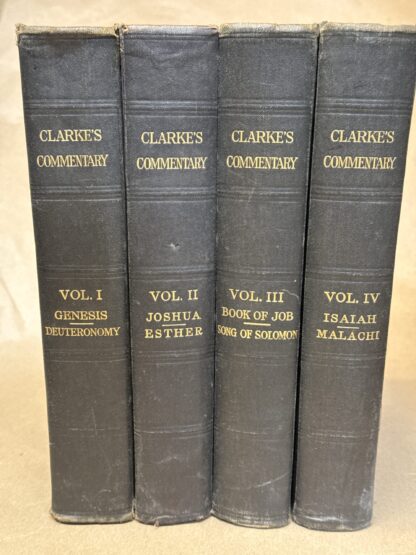 CLARKE'S
COMMENTARY
VOL. I
GENESIS
DEUTERONOMY
CLARKE'S
COMMENTARY
VOL. II
JOSHUA
ESTHER
CLARKE'S
COMMENTARY
VOL. III
BOOK OF JOB
SONG OF SOLOMON
CLARKE'S
COMMENTARY
VOL. IV
ISAIAH
MALACHI